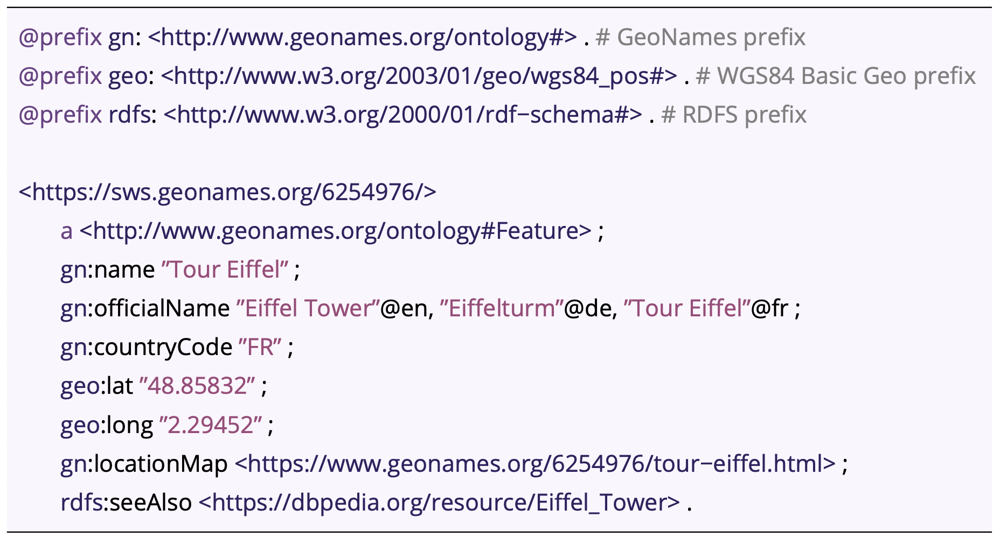 @prefix gn: <http://www.geonames.org/ontology#> . # GeoNames prefix
@prefix geo: <http://www.w3.org/2003/01/geo/wgs84_pos#> . # WGS84 Basic Geo prefix
@prefix rdfs: <http://www.w3.org/2000/01/rdf−schema#> . # RDFS prefix
<https://sws.geonames.org/6254976/>
a <http://www.geonames.org/ontology#Feature> ;
gn:name ”Tour Eiffel” ;
gn:officialName ”Eiffel Tower”@en, ”Eiffelturm”@de, ”Tour Eiffel”@fr ;
gn:countryCode ”FR” ;
geo:lat ”48.85832” ;
geo:long ”2.29452” ;
gn:locationMap <https://www.geonames.org/6254976/tour−eiffel.html> ;
rdfs:seeAlso <https://dbpedia.org/resource/Eiffel_Tower> .